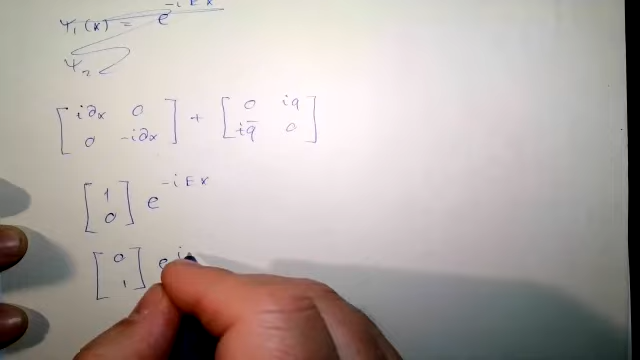 Ψ₁(x) = e^{-iEx}
Ψ₂
[i∂x 0; 0 -i∂x] + [0 iq; iq̅ 0]
[1; 0] e^{-iEx}
[0; 1] e^{i